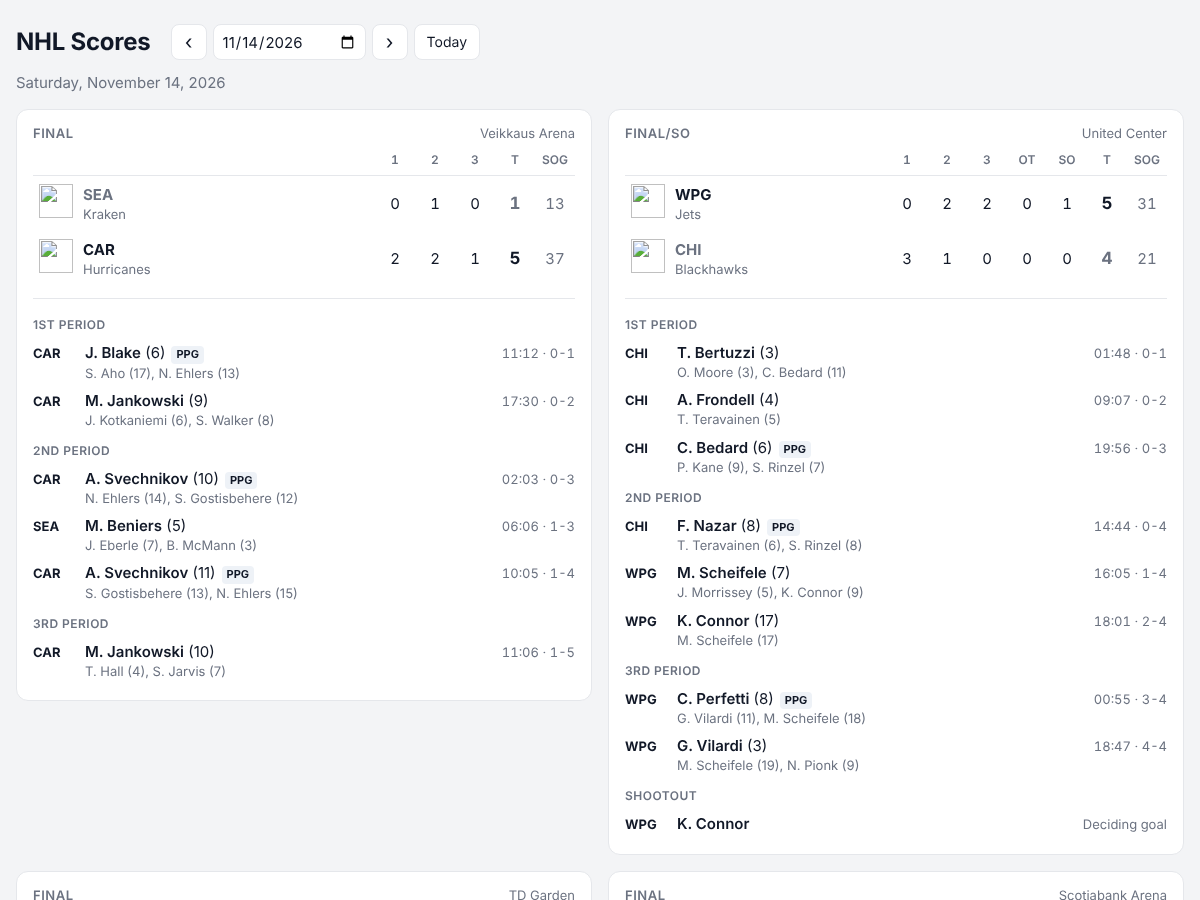 NHL Scores
‹
11/14/2026
›
Today
Saturday, November 14, 2026
FINAL Veikkaus Arena
1 2 3 T SOG
SEA
Kraken
0 1 0 1 13
CAR
Hurricanes
2 2 1 5 37
1ST PERIOD
CAR J. Blake (6) PPG 11:12 · 0-1
S. Aho (17), N. Ehlers (13)
CAR M. Jankowski (9) 17:30 · 0-2
J. Kotkaniemi (6), S. Walker (8)
2ND PERIOD
CAR A. Svechnikov (10) PPG 02:03 · 0-3
N. Ehlers (14), S. Gostisbehere (12)
SEA M. Beniers (5) 06:06 · 1-3
J. Eberle (7), B. McMann (3)
CAR A. Svechnikov (11) PPG 10:05 · 1-4
S. Gostisbehere (13), N. Ehlers (15)
3RD PERIOD
CAR M. Jankowski (10) 11:06 · 1-5
T. Hall (4), S. Jarvis (7)
FINAL/SO United Center
1 2 3 OT SO T SOG
WPG
Jets
0 2 2 0 1 5 31
CHI
Blackhawks
3 1 0 0 0 4 21
1ST PERIOD
CHI T. Bertuzzi (3) 01:48 · 0-1
O. Moore (3), C. Bedard (11)
CHI A. Frondell (4) 09:07 · 0-2
T. Teravainen (5)
CHI C. Bedard (6) PPG 19:56 · 0-3
P. Kane (9), S. Rinzel (7)
2ND PERIOD
CHI F. Nazar (8) PPG 14:44 · 0-4
T. Teravainen (6), S. Rinzel (8)
WPG M. Scheifele (7) 16:05 · 1-4
J. Morrissey (5), K. Connor (9)
WPG K. Connor (17) 18:01 · 2-4
M. Scheifele (17)
3RD PERIOD
WPG C. Perfetti (8) PPG 00:55 · 3-4
G. Vilardi (11), M. Scheifele (18)
WPG G. Vilardi (3) 18:47 · 4-4
M. Scheifele (19), N. Pionk (9)
SHOOTOUT
WPG K. Connor Deciding goal
FINAL TD Garden
FINAL Scotiabank Arena